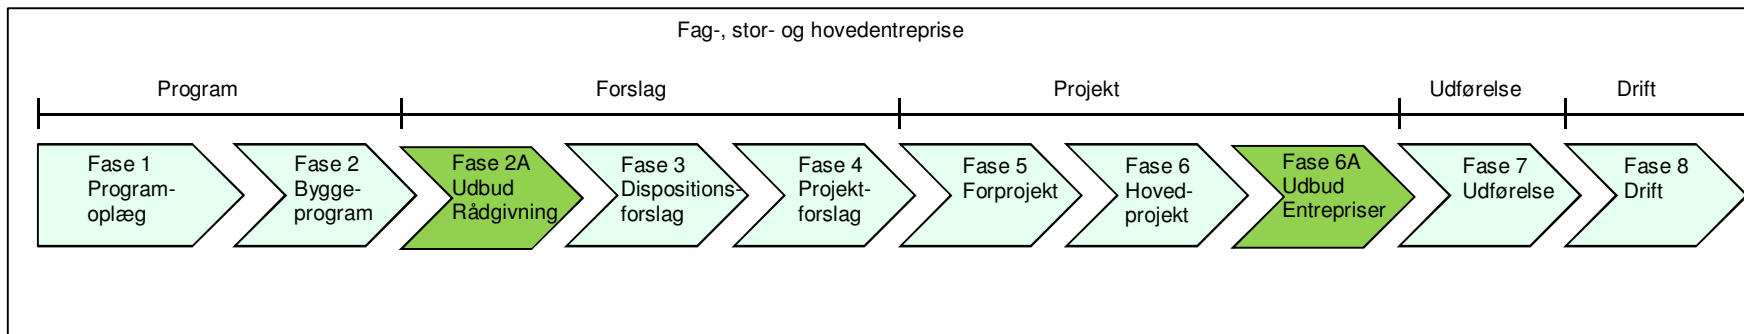 Fag-, stor- og hovedentreprise
Program
Forslag
Projekt
Udførelse
Drift
Fase 1
Program-
oplæg
Fase 2
Bygge-
program
Fase 2A
Udbud
Rådgivning
Fase 3
Dispositions-
forslag
Fase 4
Projekt-
forslag
Fase 5
Forprojekt
Fase 6
Hoved-
projekt
Fase 6A
Udbud
Entrepriser
Fase 7
Udførelse
Fase 8
Drift